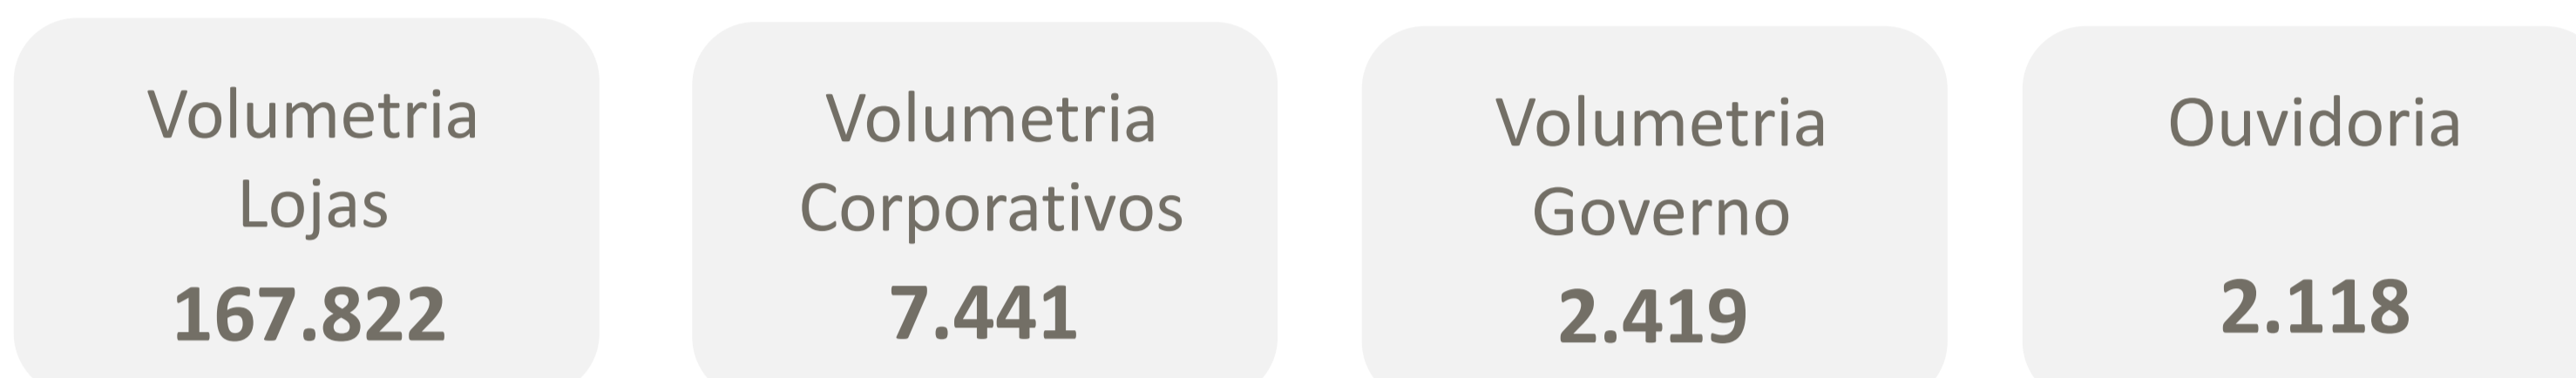 Volumetria
Lojas
167.822
Volumetria
Corporativos
7.441
Volumetria
Governo
2.419
Ouvidoria
2.118